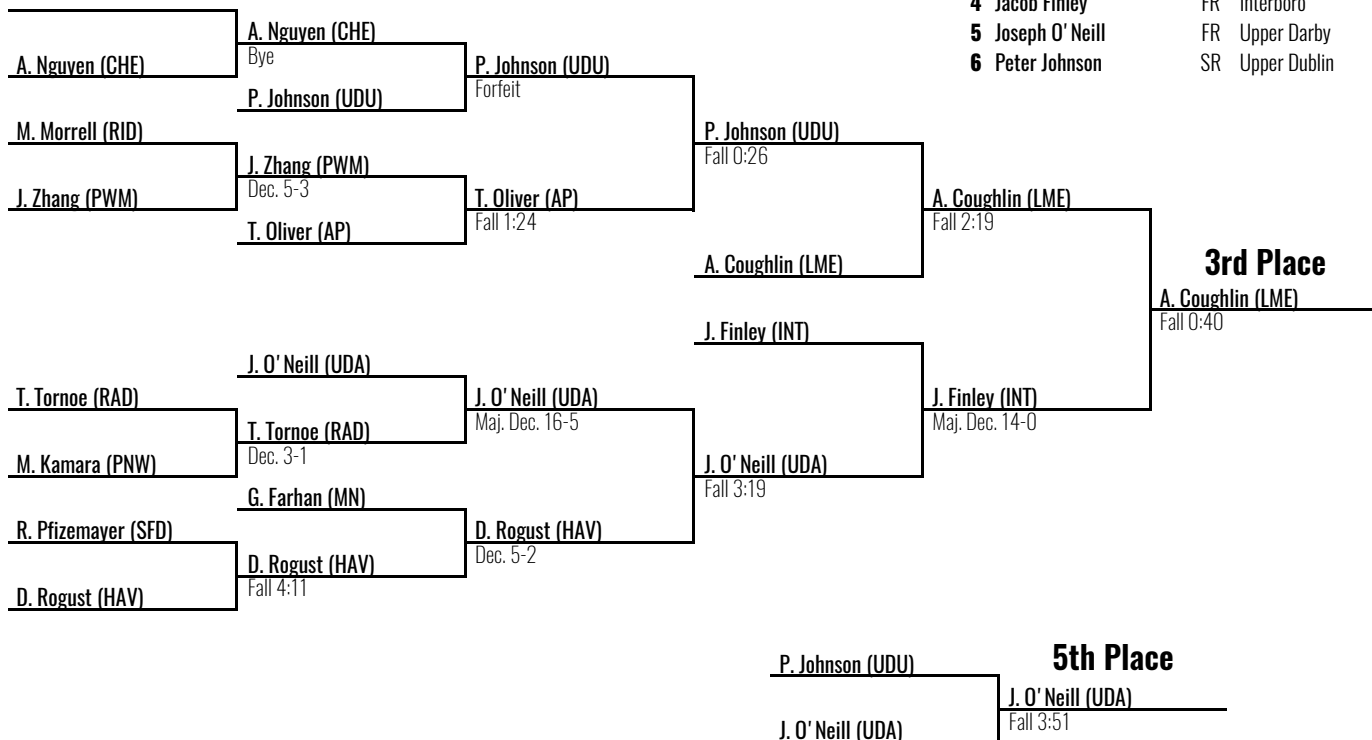 4 Jacob Finley FR Interboro
5 Joseph O'Neill FR Upper Darby
6 Peter Johnson SR Upper Dublin
A. Nguyen (CHE)
A. Nguyen (CHE)
Bye
P. Johnson (UDU)
P. Johnson (UDU)
Forfeit
M. Morrell (RID)
J. Zhang (PWM)
J. Zhang (PWM)
Dec. 5-3
T. Oliver (AP)
T. Oliver (AP)
Fall 1:24
P. Johnson (UDU)
Fall 0:26
A. Coughlin (LME)
A. Coughlin (LME)
Fall 2:19
3rd Place
A. Coughlin (LME)
Fall 0:40
J. Finley (INT)
J. Finley (INT)
Maj. Dec. 14-0
J. O'Neill (UDA)
T. Tornoe (RAD)
M. Kamara (PNW)
T. Tornoe (RAD)
Dec. 3-1
J. O'Neill (UDA)
Maj. Dec. 16-5
J. O'Neill (UDA)
Fall 3:19
G. Farhan (MN)
R. Pfizemayer (SFD)
D. Rogust (HAV)
D. Rogust (HAV)
Fall 4:11
D. Rogust (HAV)
Dec. 5-2
5th Place
P. Johnson (UDU)
J. O'Neill (UDA)
J. O'Neill (UDA)
Fall 3:51